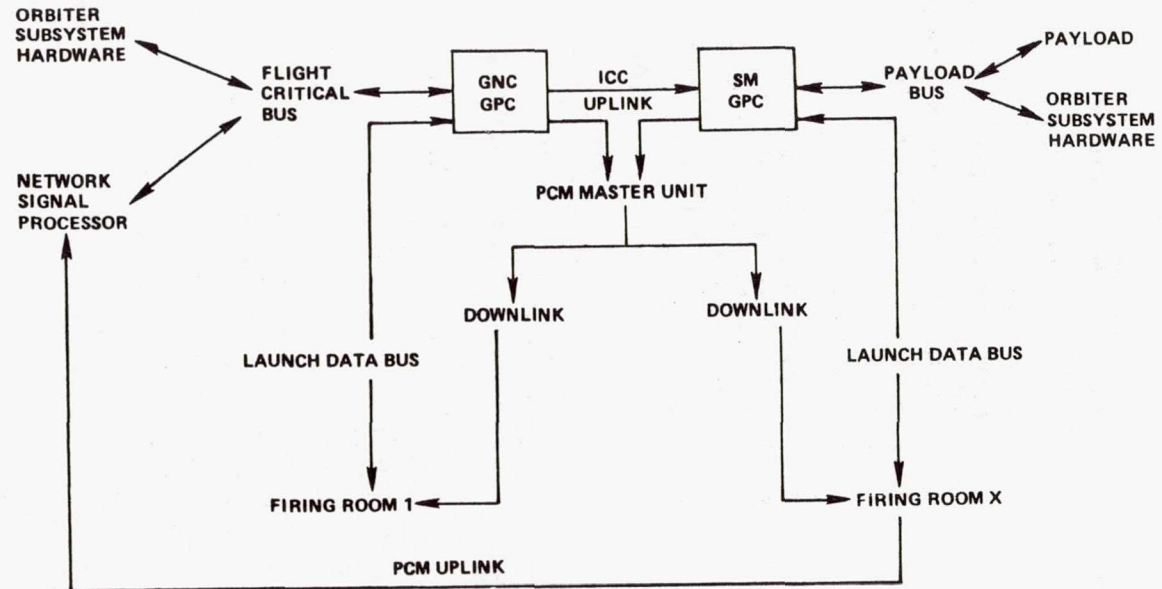 ORBITER
SUBSYSTEM
HARDWARE
FLIGHT
CRITICAL
BUS
GNC
GPC
ICC
UPLINK
SM
GPC
PAYLOAD
BUS
PAYLOAD
ORBITER
SUBSYSTEM
HARDWARE
NETWORK
SIGNAL
PROCESSOR
PCM MASTER UNIT
DOWNLINK
DOWNLINK
LAUNCH DATA BUS
LAUNCH DATA BUS
FIRING ROOM 1
FIRING ROOM X
PCM UPLINK